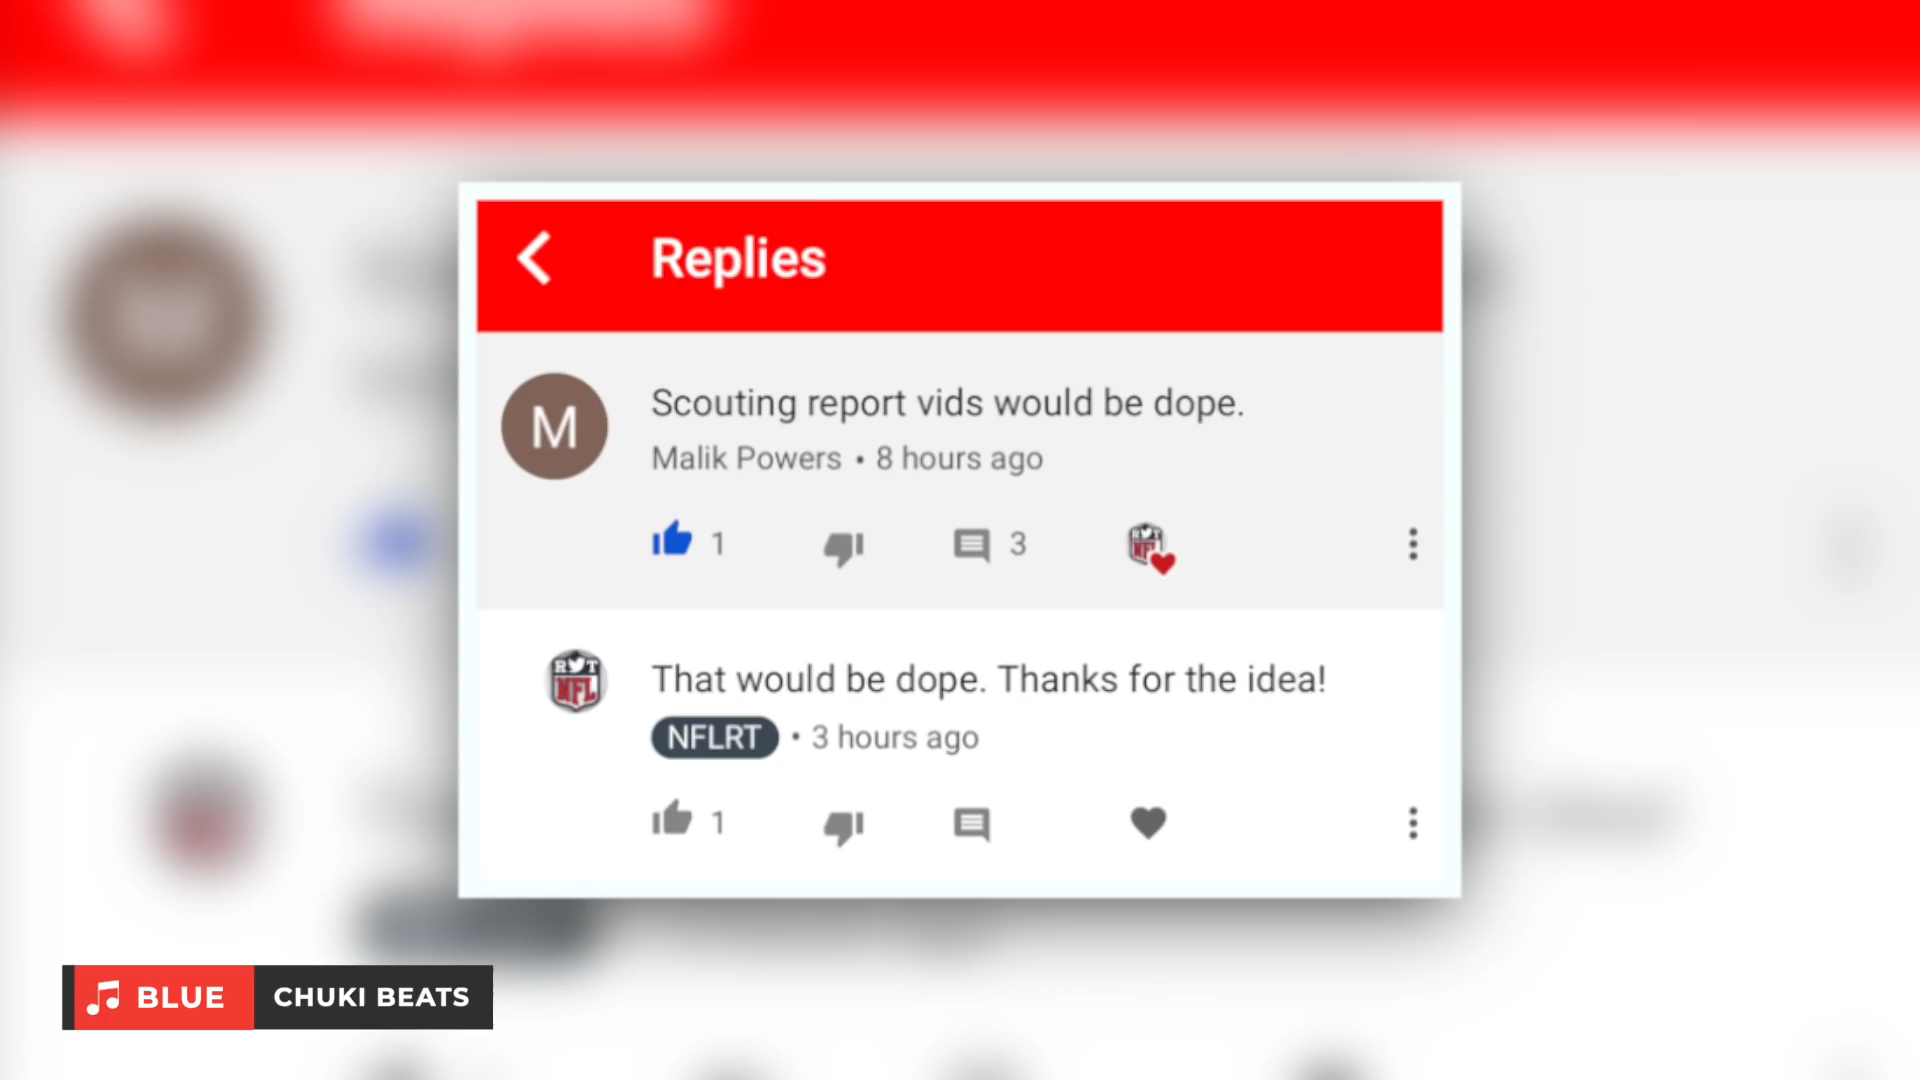 Replies
M
Scouting report vids would be dope.
Malik Powers • 8 hours ago
1
3
R T
NFL
That would be dope. Thanks for the idea!
NFLRT • 3 hours ago
1
BLUE CHUKI BEATS